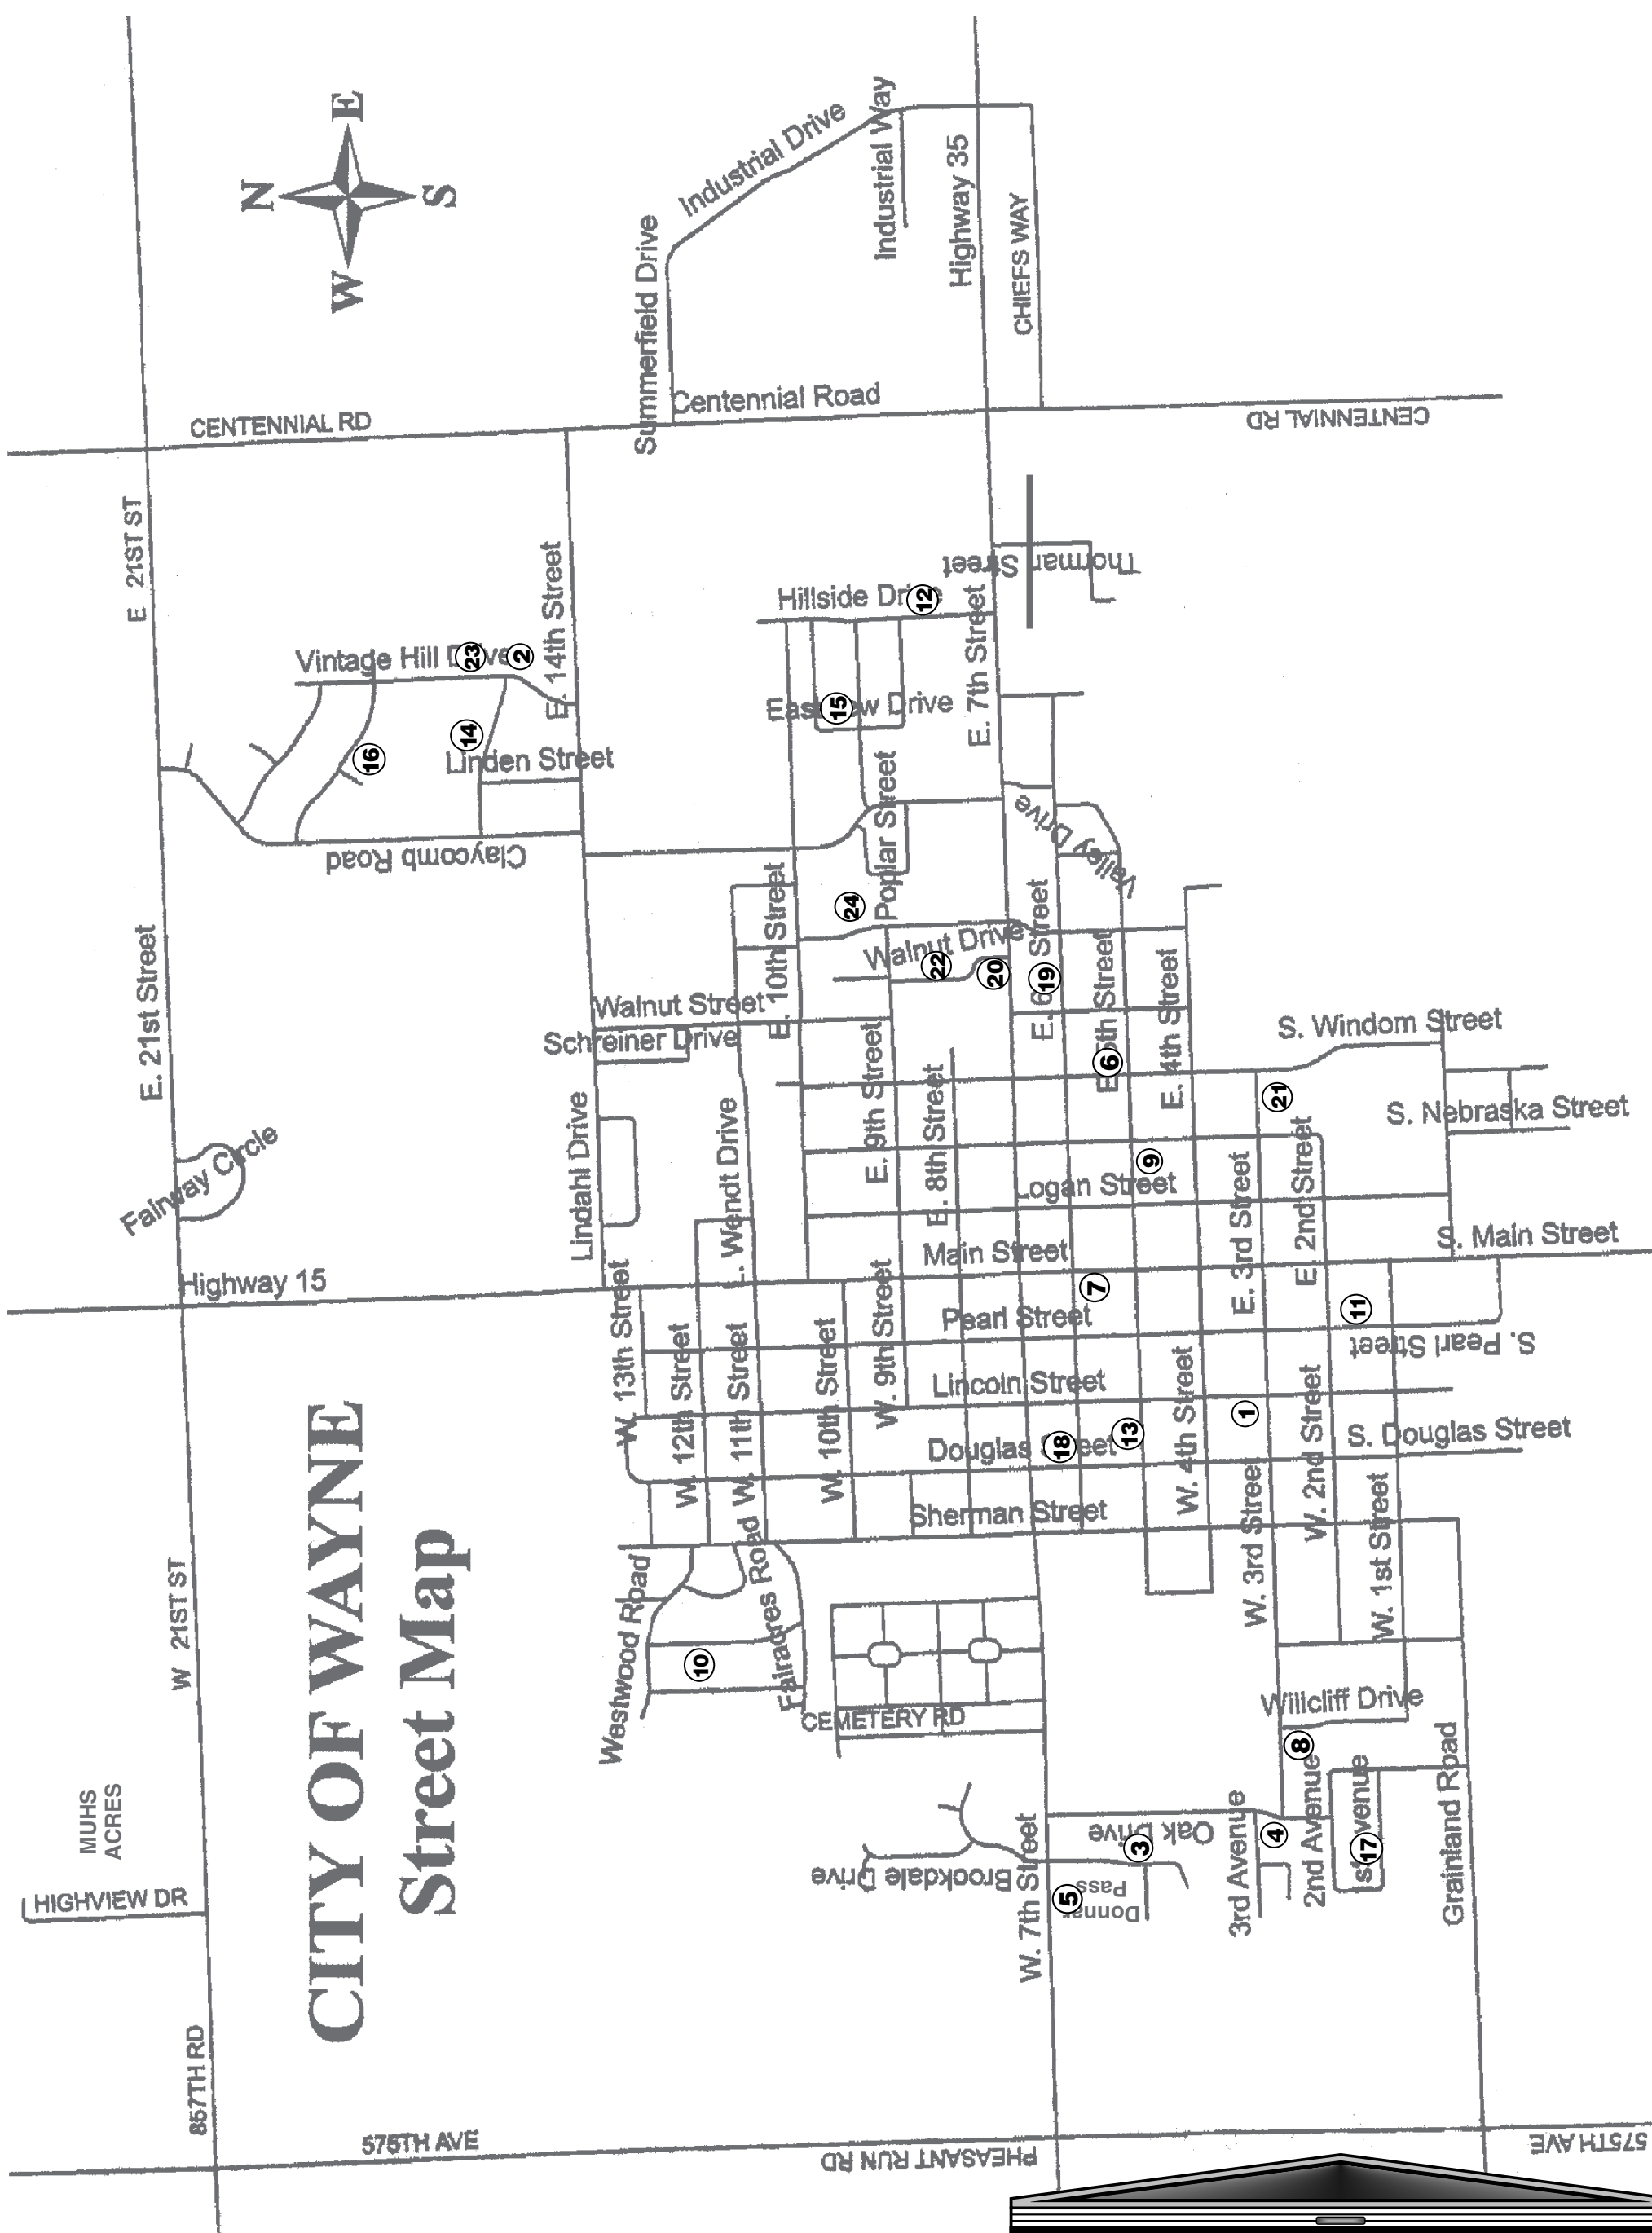 CITY OF WAYNE
Street Map
N
W
E
S
MUHS
ACRES
HIGHVIEW DR
857TH RD
W 21ST ST
E. 21st Street
E 21ST ST
Highway 15
Fairway Circle
CENTENNIAL RD
575TH AVE
PHEASANT RUN RD
575TH AVE
Vintage Hill
23
2
16
14
Linden Street
Claycomb Road
E. 14th Street
Summerfield Drive
Industrial Drive
Industrial Way
Highway 35
CHIEFS WAY
Centennial Road
CENTENNIAL RD
Lindahl Drive
Schreiner Drive
Walnut Street
Wendt Drive
W. 13th Street
W. 12th Street
W. 11th Street
W. 10th Street
W. 9th Street
E. 10th Street
E. 9th Street
E. 8th Street
Westwood Road
10
Fairacres Road
CEMETERY RD
Brookdale Drive
W. 7th Street
E. 7th Street
Hillside
12
15
Drive
Poplar Street
24
Walnut Drive
22
20
19
Thorman Street
Valley Drive
Street
6
E. 4th Street
Logan Street
9
Main Street
7
Pearl Street
Lincoln Street
Douglas
18
13
Sherman Street
W. 4th Street
1
W. 3rd Street
E. 3rd Street
21
W. 2nd Street
E. 2nd Street
W. 1st Street
11
S. Windom Street
S. Nebraska Street
S. Main Street
S. Pearl Street
S. Douglas Street
5
Pass
3
Oak Drive
3rd Avenue
4
2nd Avenue
8
Willcliff Drive
17
Grainland Road